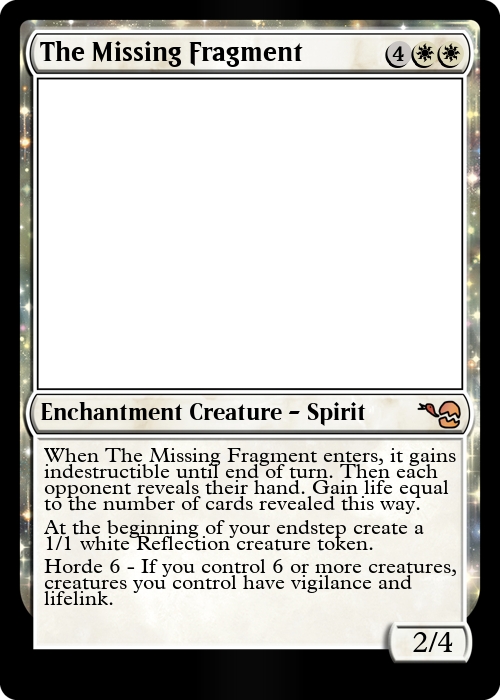 The Missing Fragment 4
Enchantment Creature – Spirit
When The Missing Fragment enters, it gains
indestructible until end of turn. Then each
opponent reveals their hand. Gain life equal
to the number of cards revealed this way.
At the beginning of your endstep create a
1/1 white Reflection creature token.
Horde 6 - If you control 6 or more creatures,
creatures you control have vigilance and
lifelink.
2/4